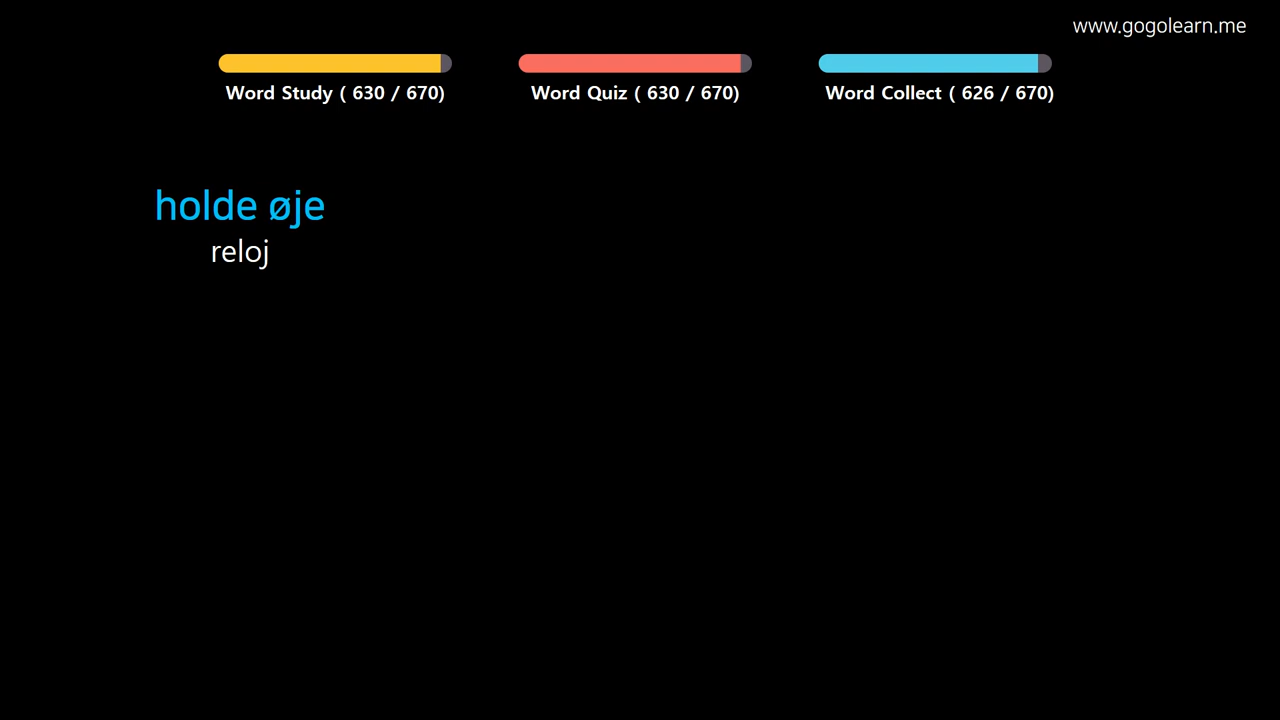 www.gogolearn.me
Word Study ( 630 / 670)
Word Quiz ( 630 / 670)
Word Collect ( 626 / 670)
holde øje
reloj